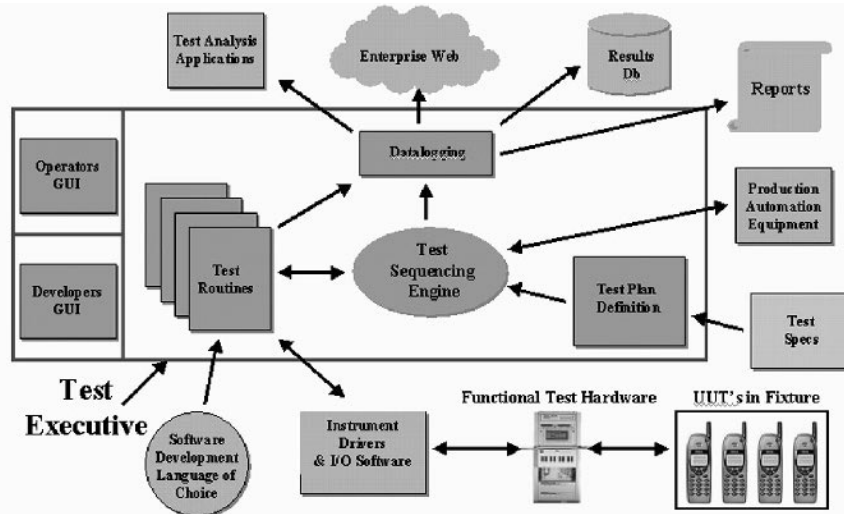 Test Analysis
Applications
Enterprise Web
Results
Db
Reports
Operators
GUI
Datalogging
Production
Automation
Equipment
Developers
GUI
Test
Routines
Test
Sequencing
Engine
Test Plan
Definition
Test
Specs
Test
Executive
Software
Development
Language of
Choice
Instrument
Drivers
& I/O Software
Functional Test Hardware
UUT's in Fixture